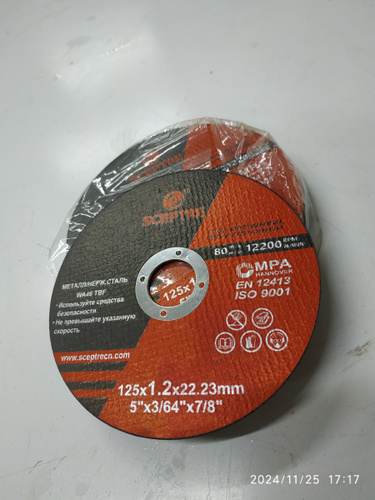 SCEPTRE
80 m/s 12200 RPM
MPA
HANNOVER
EN 12413
ISO 9001
МЕТАЛЛ/НЕРЖ.СТАЛЬ
WA46 TBF
- Используйте средства
безопасности
- Не превышайте указанную
скорость
125x1
www.sceptrecn.com
125x1.2x22.23mm
5"x3/64"x7/8"
2024/11/25 17:17